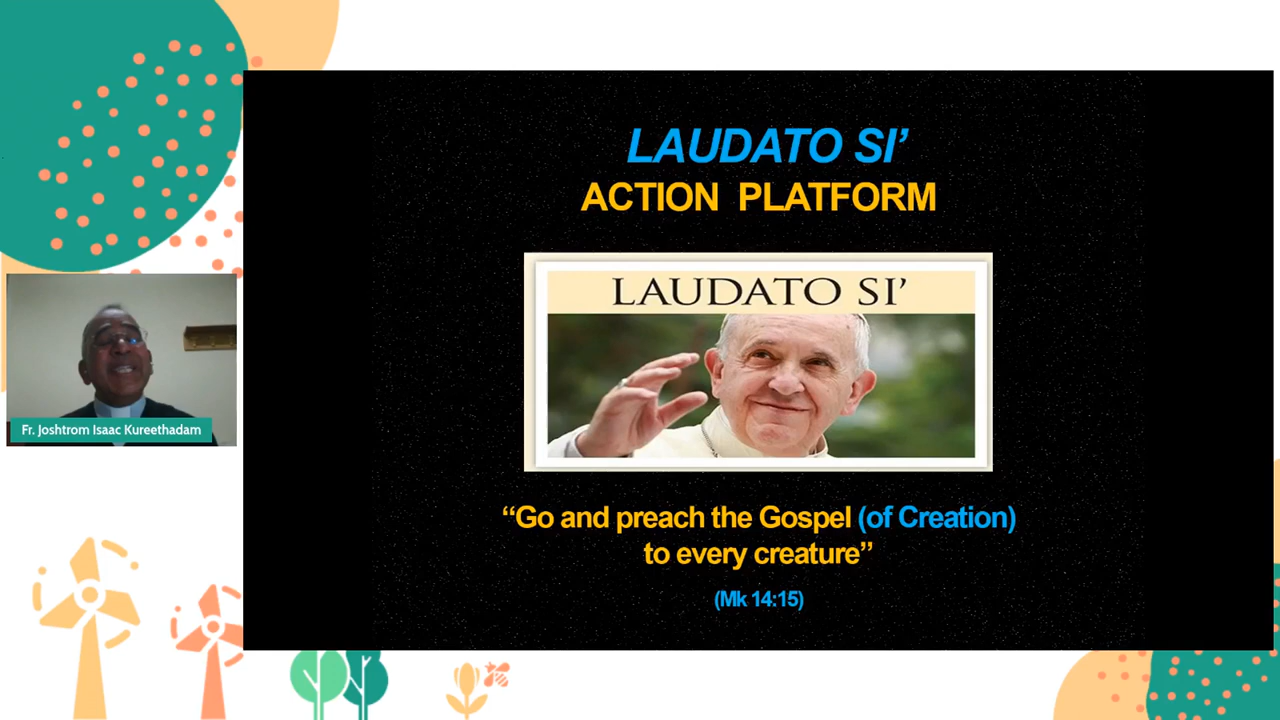 LAUDATO SI’
ACTION PLATFORM
LAUDATO SI’
Fr. Joshtrom Isaac Kureethadam
“Go and preach the Gospel (of Creation)
to every creature”
(Mk 14:15)